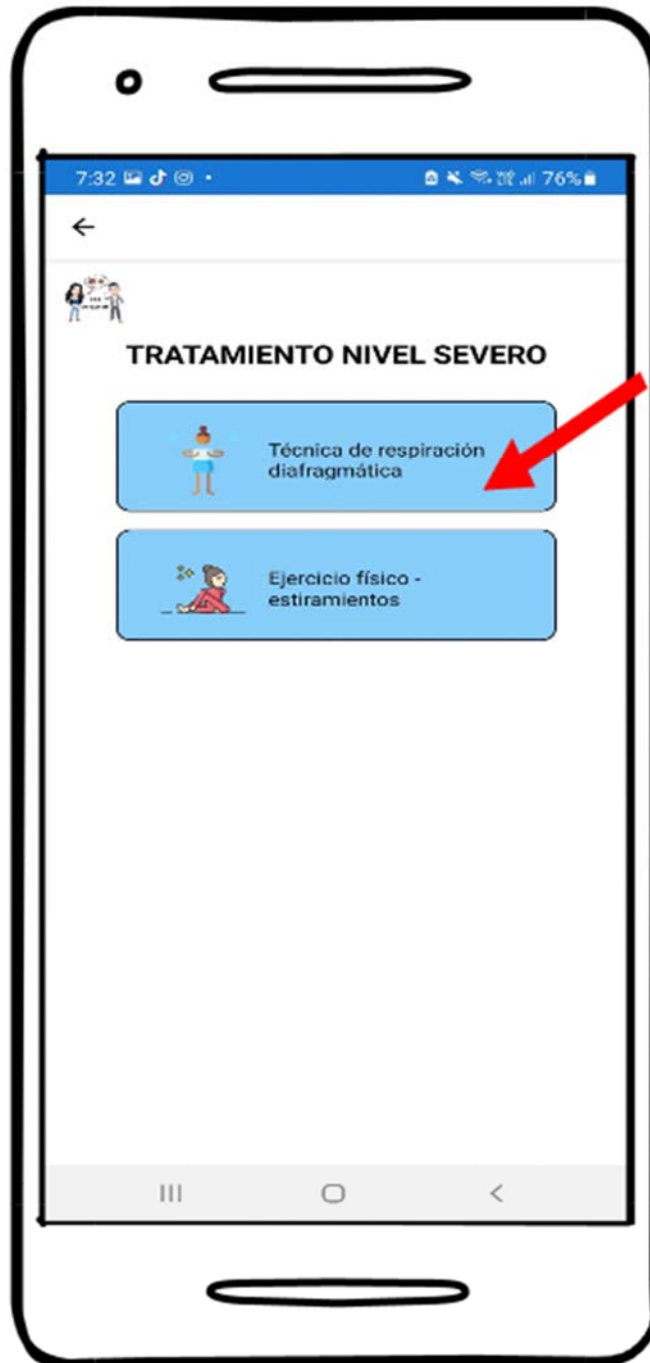 7:32 76%
TRATAMIENTO NIVEL SEVERO
Técnica de respiración
diafragmática
Ejercicio físico -
estiramientos